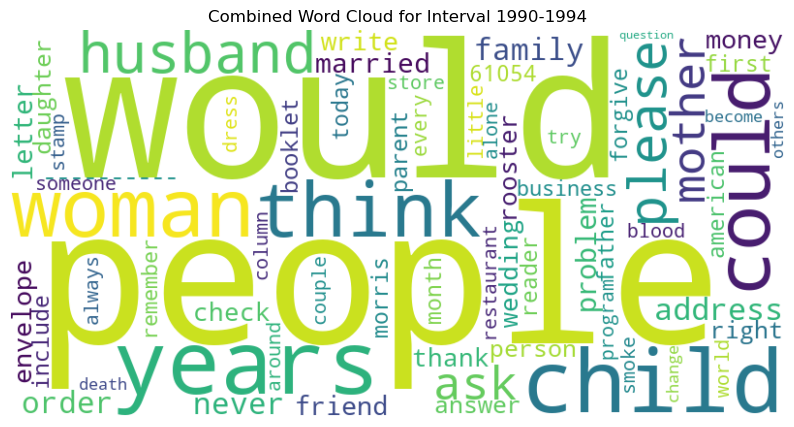 Combined Word Cloud for Interval 1990-1994
would
people
husband
woman
think
years
child
could
please
mother
family
married
write
money
first
question
letter
daughter
stamp
dress
today
store
61054
every
little
alone
try
forgive
become
others
someone
booklet
parent
rooster
business
american
column
envelope
include
always
remember
check
couple
morris
month
restaurant
wedding
reader
problem
father
program
blood
address
right
smoke
change
world
around
thank
person
ask
answer
death
order
never
friend
------------